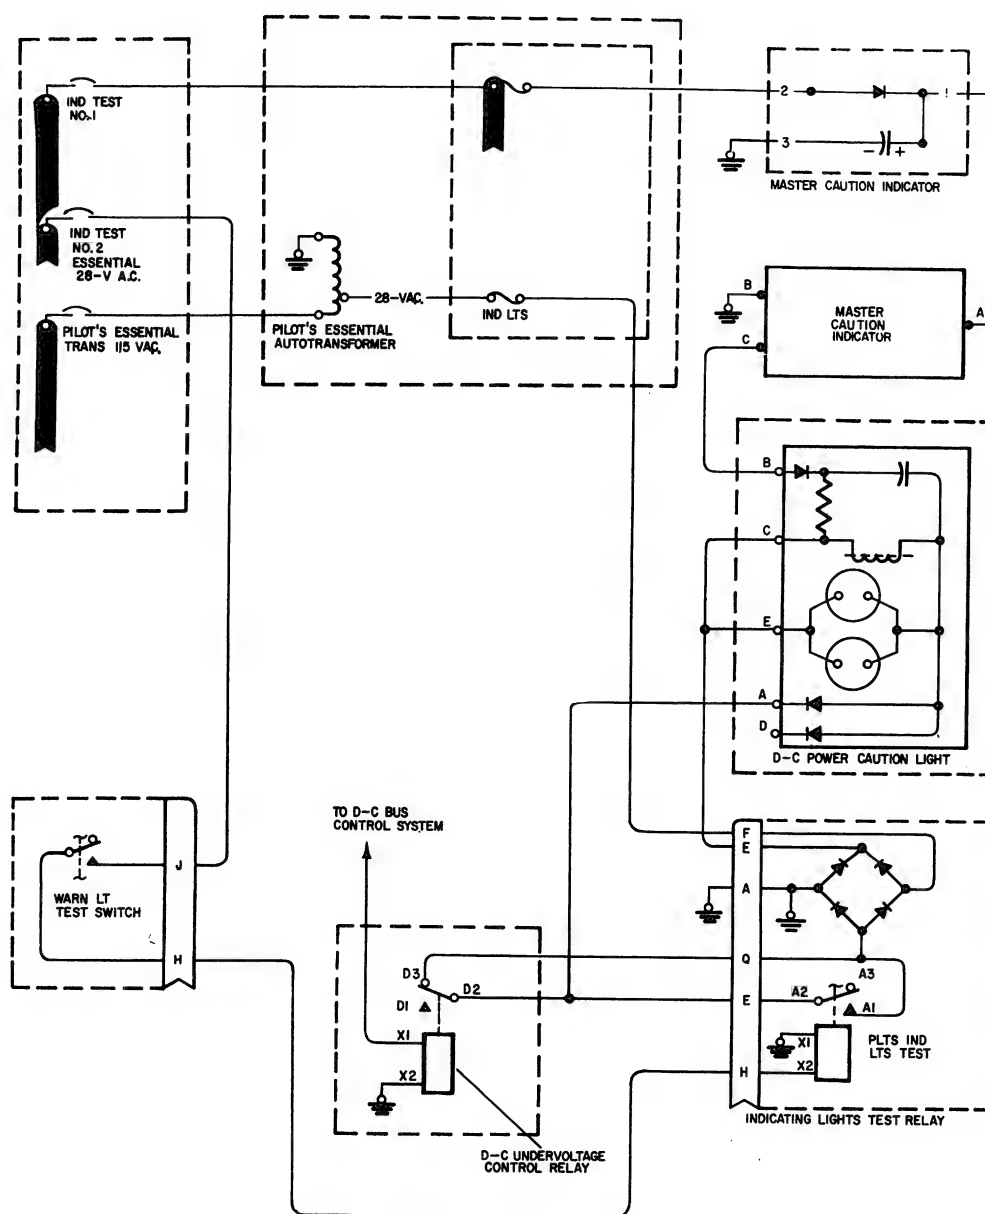 IND TEST
NO. 1
IND TEST
NO. 2
ESSENTIAL
28-V A.C.
PILOT'S ESSENTIAL
TRANS 115 VAC.
28-VAC.
IND LTS
PILOT'S ESSENTIAL
AUTOTRANSFORMER
2
1
3
- +
MASTER CAUTION INDICATOR
B
C
MASTER
CAUTION
INDICATOR
A
B
C
E
A
D
D-C POWER CAUTION LIGHT
WARN LT
TEST SWITCH
J
H
TO D-C BUS
CONTROL SYSTEM
D3
D2
D1
X1
X2
D-C UNDERVOLTAGE
CONTROL RELAY
F
E
A
Q
E
H
A3
A2
A1
X1
X2
PLTS IND
LTS TEST
INDICATING LIGHTS TEST RELAY